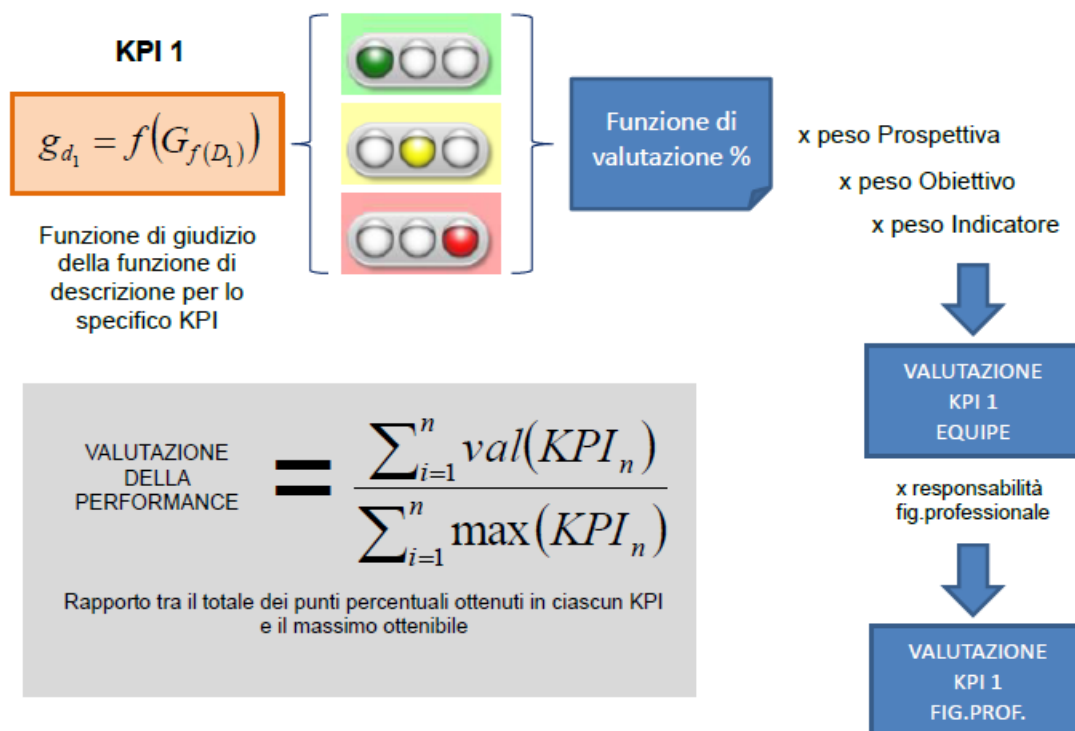 KPI 1
g_{d_1} = f(G_{f(D_1)})
Funzione di giudizio
della funzione di
descrizione per lo
specifico KPI
Funzione di
valutazione %
x peso Prospettiva
x peso Obiettivo
x peso Indicatore
VALUTAZIONE
KPI 1
EQUIPE
x responsabilità
fig.professionale
VALUTAZIONE
KPI 1
FIG.PROF.
VALUTAZIONE
DELLA
PERFORMANCE
=
\frac{\sum_{i=1}^{n} val(KPI_n)}{\sum_{i=1}^{n} max(KPI_n)}
Rapporto tra il totale dei punti percentuali ottenuti in ciascun KPI
e il massimo ottenibile